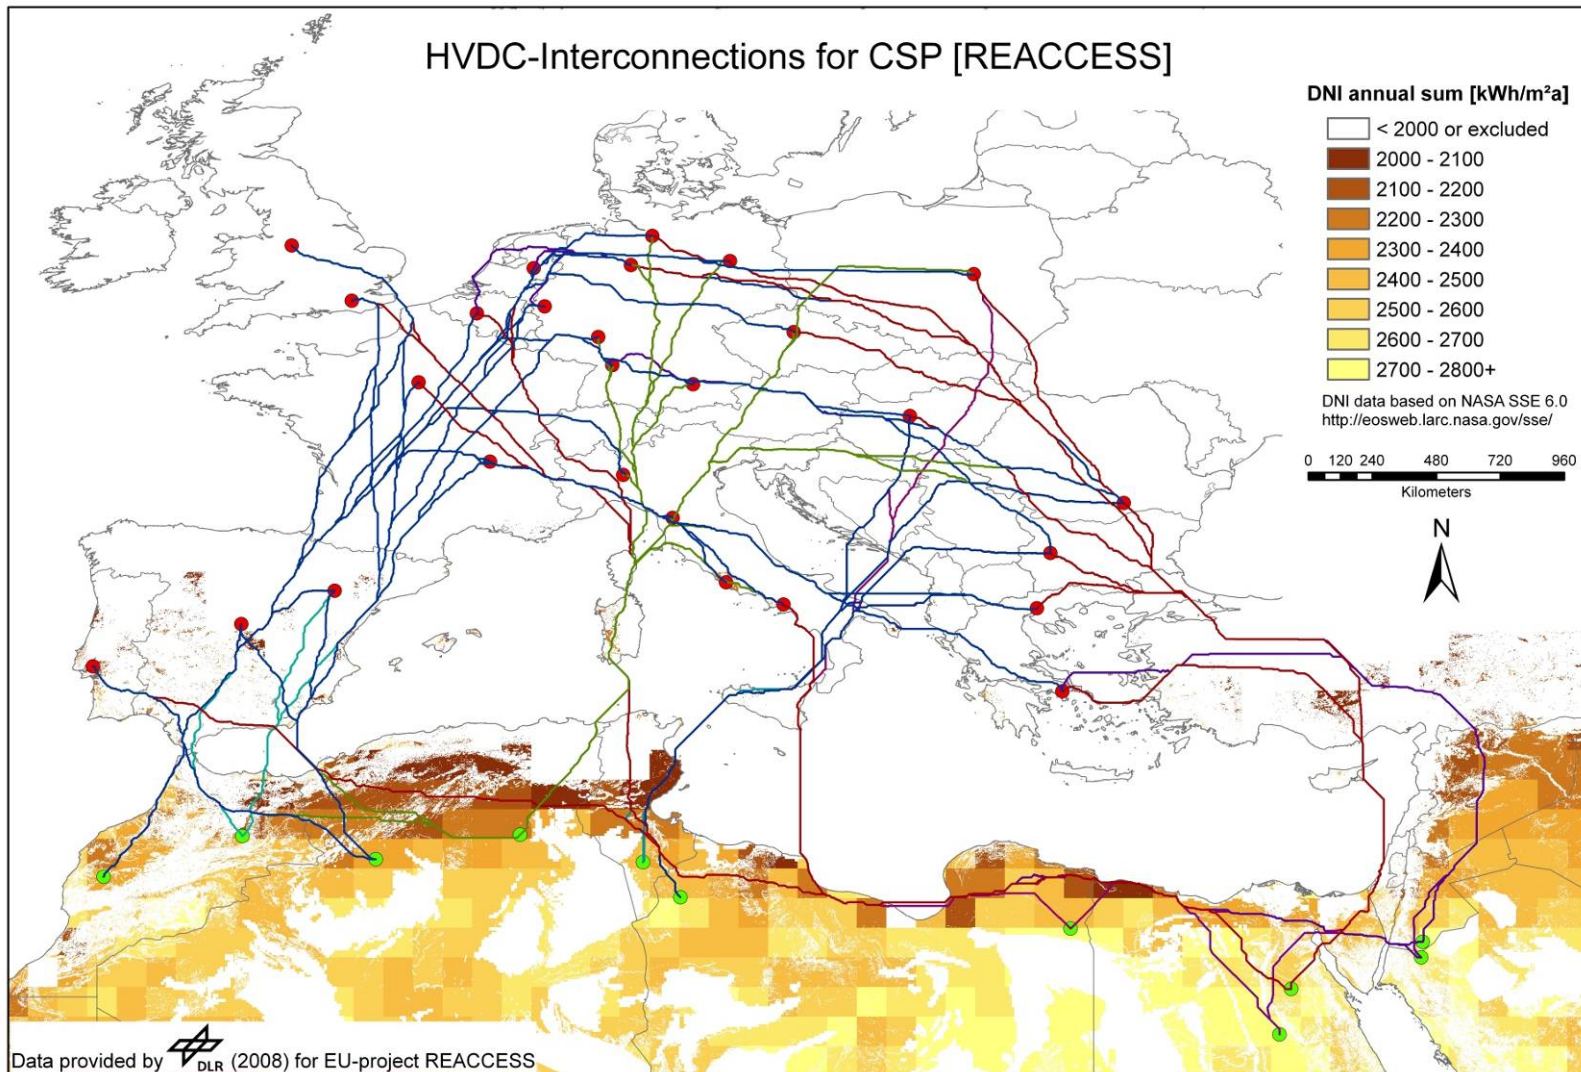 HVDC-Interconnections for CSP [REACCESS]
DNI annual sum [kWh/m²a]
< 2000 or excluded
2000 - 2100
2100 - 2200
2200 - 2300
2300 - 2400
2400 - 2500
2500 - 2600
2600 - 2700
2700 - 2800+
DNI data based on NASA SSE 6.0
http://eosweb.larc.nasa.gov/sse/
0 120 240 480 720 960
Kilometers
N
Data provided by DLR (2008) for EU-project REACCESS